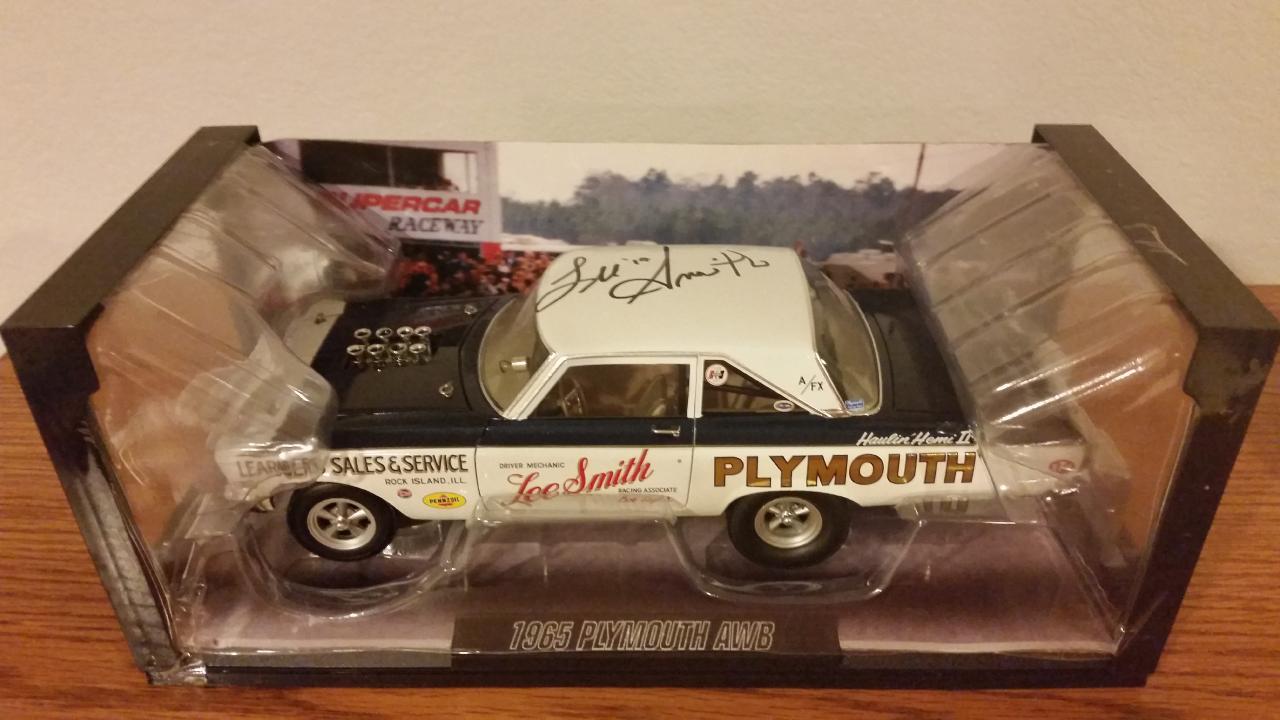 SUPERCAR
RACEWAY
Lee Smith
A/FX
Haulin' Hemi II
SALES & SERVICE
ROCK ISLAND, ILL.
PENNZOIL
DRIVER MECHANIC
Lee Smith
RACING ASSOCIATE
PLYMOUTH
1965 PLYMOUTH AWB